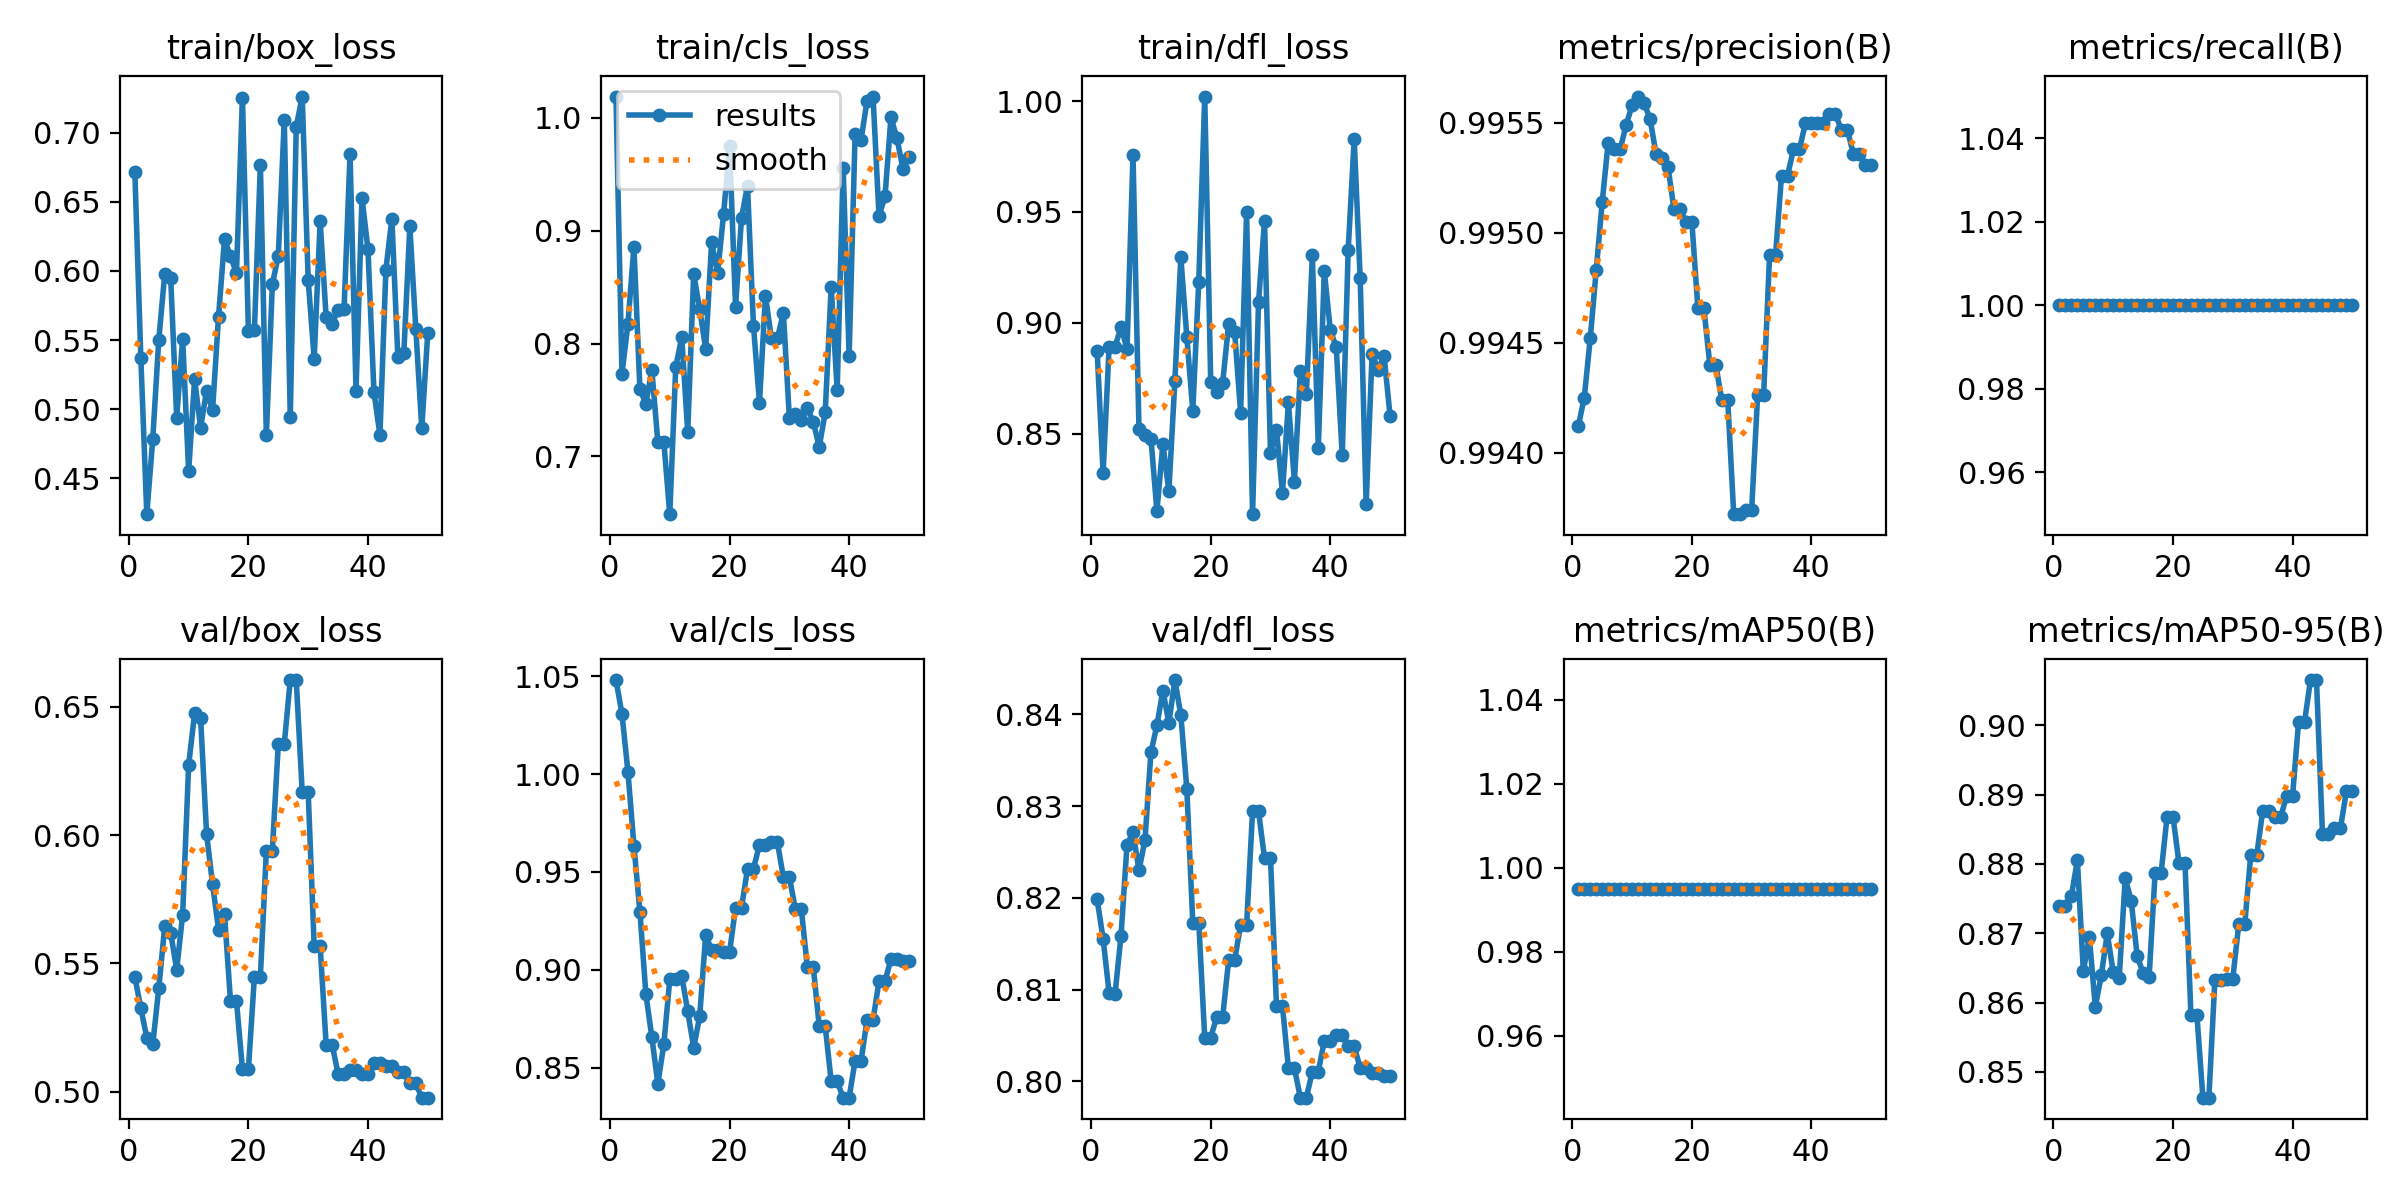 train/box_loss
0.70
0.65
0.60
0.55
0.50
0.45
0 20 40
train/cls_loss
results
smooth
1.0
0.9
0.8
0.7
0 20 40
train/dfl_loss
1.00
0.95
0.90
0.85
0 20 40
metrics/precision(B)
0.9955
0.9950
0.9945
0.9940
0 20 40
metrics/recall(B)
1.04
1.02
1.00
0.98
0.96
0 20 40
val/box_loss
0.65
0.60
0.55
0.50
0 20 40
val/cls_loss
1.05
1.00
0.95
0.90
0.85
0 20 40
val/dfl_loss
0.84
0.83
0.82
0.81
0.80
0 20 40
metrics/mAP50(B)
1.04
1.02
1.00
0.98
0.96
0 20 40
metrics/mAP50-95(B)
0.90
0.89
0.88
0.87
0.86
0.85
0 20 40